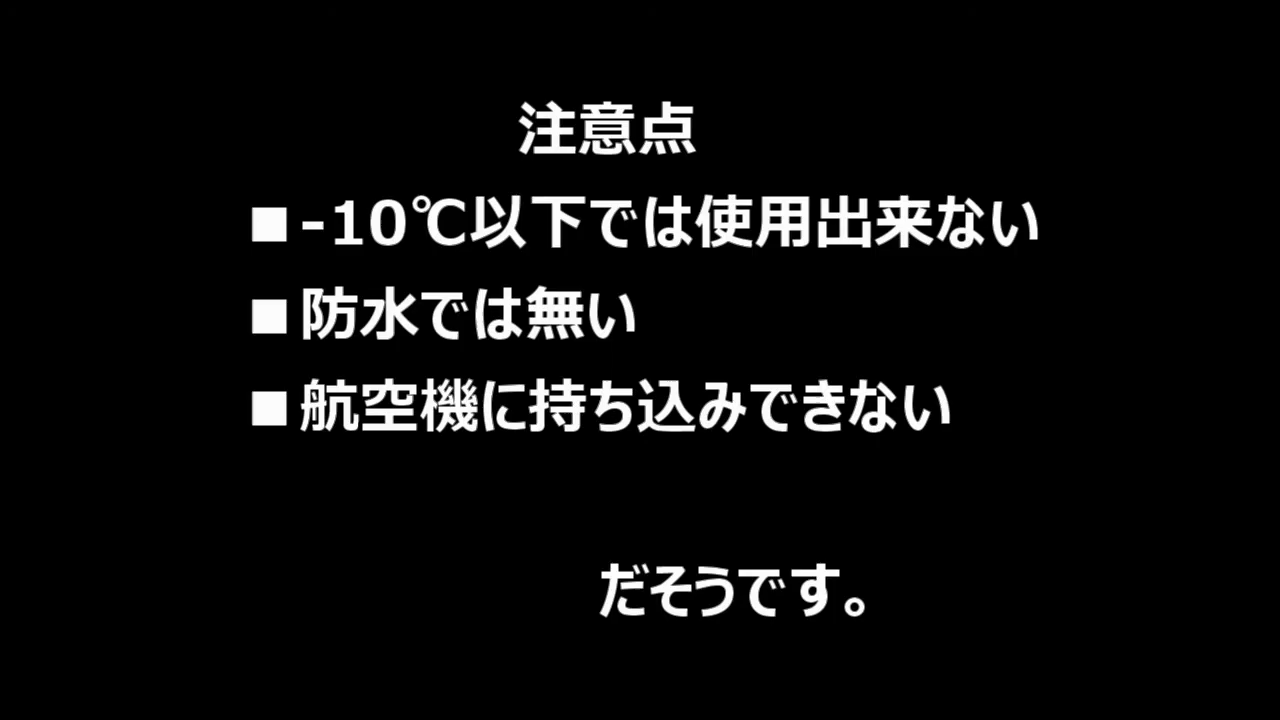 注意点
■-10℃以下では使用出来ない
■防水では無い
■航空機に持ち込みできない
だそうです。